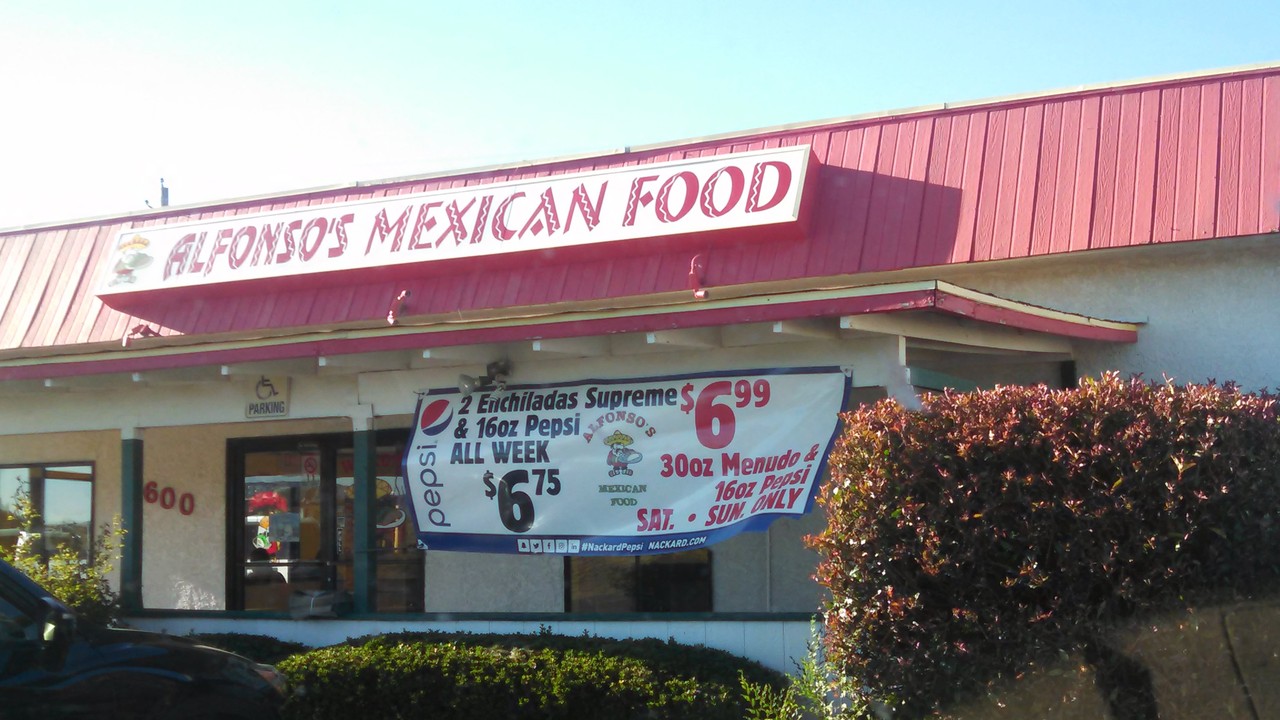 ALFONSO'S MEXICAN FOOD
PARKING
600
pepsi
2 Enchiladas Supreme
& 16oz Pepsi
ALL WEEK
$6.75
ALFONSO'S
MEXICAN
FOOD
$6.99
30oz Menudo &
16oz Pepsi
SAT. • SUN. ONLY
#NackardPepsi NACKARD.COM